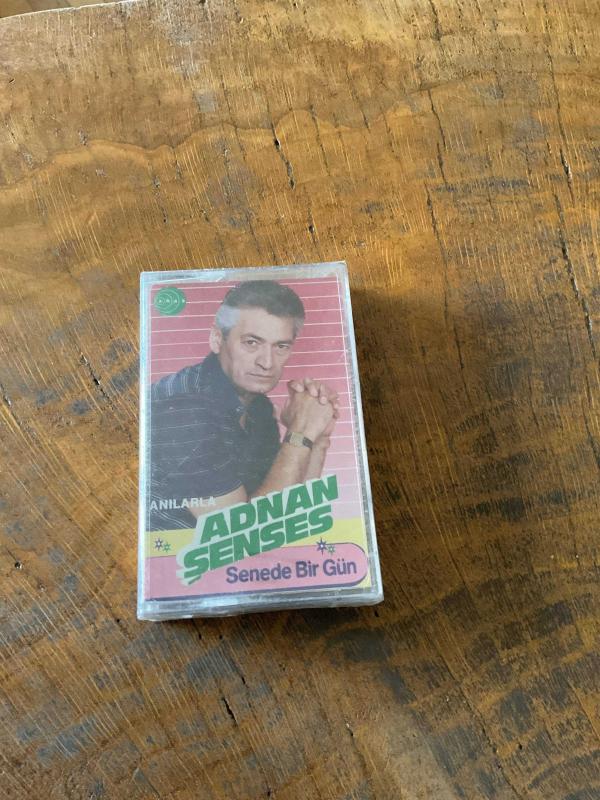 ANILARLA
ADNAN
ŞENSES
Senede Bir Gün